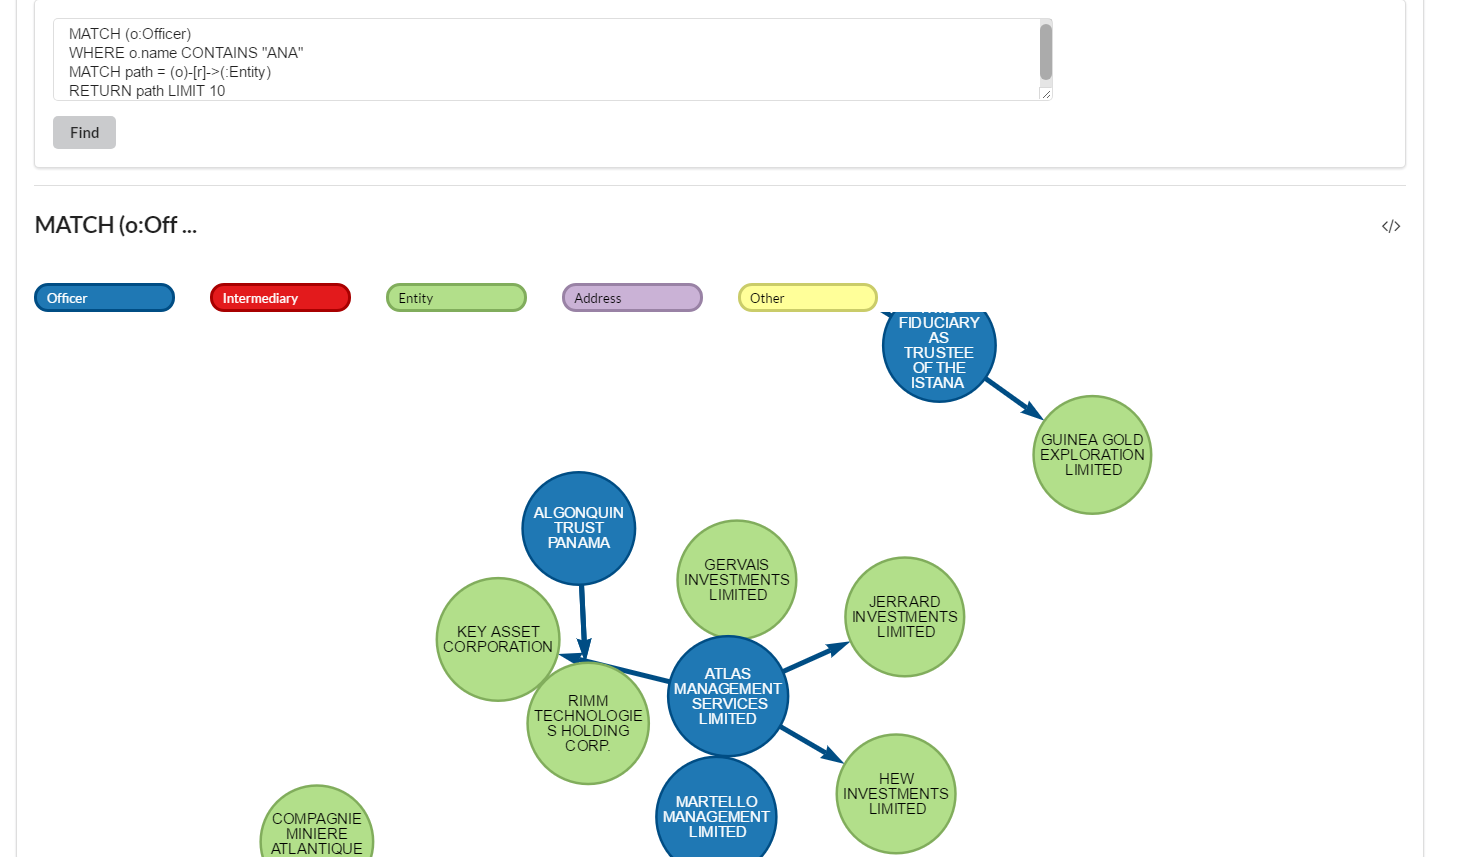 MATCH (o:Officer)
WHERE o.name CONTAINS "ANA"
MATCH path = (o)-[r]->(:Entity)
RETURN path LIMIT 10
Find
MATCH (o:Off ...
</>
Officer
Intermediary
Entity
Address
Other
FIDUCIARY
AS
TRUSTEE
OF THE
ISTANA
GUINEA GOLD
EXPLORATION
LIMITED
ALGONQUIN
TRUST
PANAMA
GERVAIS
INVESTMENTS
LIMITED
JERRARD
INVESTMENTS
LIMITED
KEY ASSET
CORPORATION
ATLAS
MANAGEMENT
SERVICES
LIMITED
RIMM
TECHNOLOGIE
S HOLDING
CORP.
HEW
INVESTMENTS
LIMITED
MARTELLO
MANAGEMENT
LIMITED
COMPAGNIE
MINIERE
ATLANTIQUE